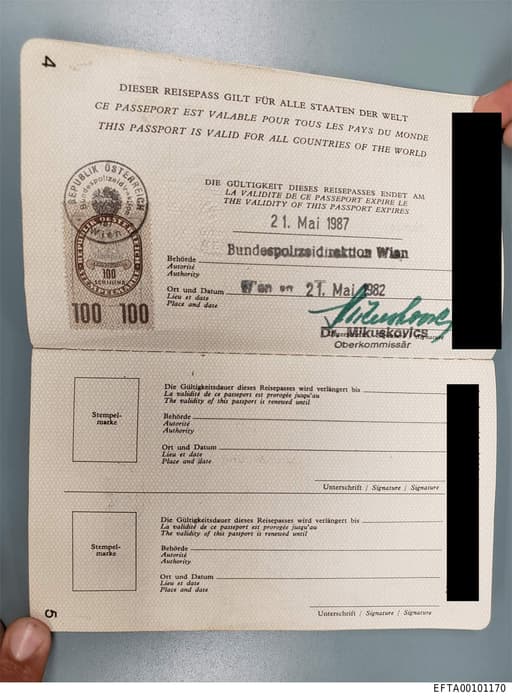 4
DIESER REISEPASS GILT FÜR ALLE STAATEN DER WELT
CE PASSEPORT EST VALABLE POUR TOUS LES PAYS DU MONDE
THIS PASSPORT IS VALID FOR ALL COUNTRIES OF THE WORLD
REPUBLIK ÖSTERREICH
Bundespolizeidirektion
Wien
100
SCHILLING
100 100
DIE GÜLTIGKEIT DIESES REISEPASSES ENDET AM
LA VALIDITE DE CE PASSEPORT EXPIRE LE
THE VALIDITY OF THIS PASSPORT EXPIRES
21. Mai 1987
Bundespolizeidirektion Wien
Behörde
Autorité
Authority
Ort und Datum Wien am 21. Mai 1982
Lieu et date
Place and date
Dr. Mikuskovics
Oberkommissär
Stempel-
marke
Die Gültigkeitsdauer dieses Reisepasses wird verlängert bis
La validité de ce passeport est prorogée jusqu'au
The validity of this passport is renewed until
Behörde
Autorité
Authority
Ort und Datum
Lieu et date
Place and date
Unterschrift / Signature / Signature
Stempel-
marke
Die Gültigkeitsdauer dieses Reisepasses wird verlängert bis
La validité de ce passeport est prorogée jusqu'au
The validity of this passport is renewed until
Behörde
Autorité
Authority
Ort und Datum
Lieu et date
Place and date
Unterschrift / Signature / Signature
5
EFTA00101170